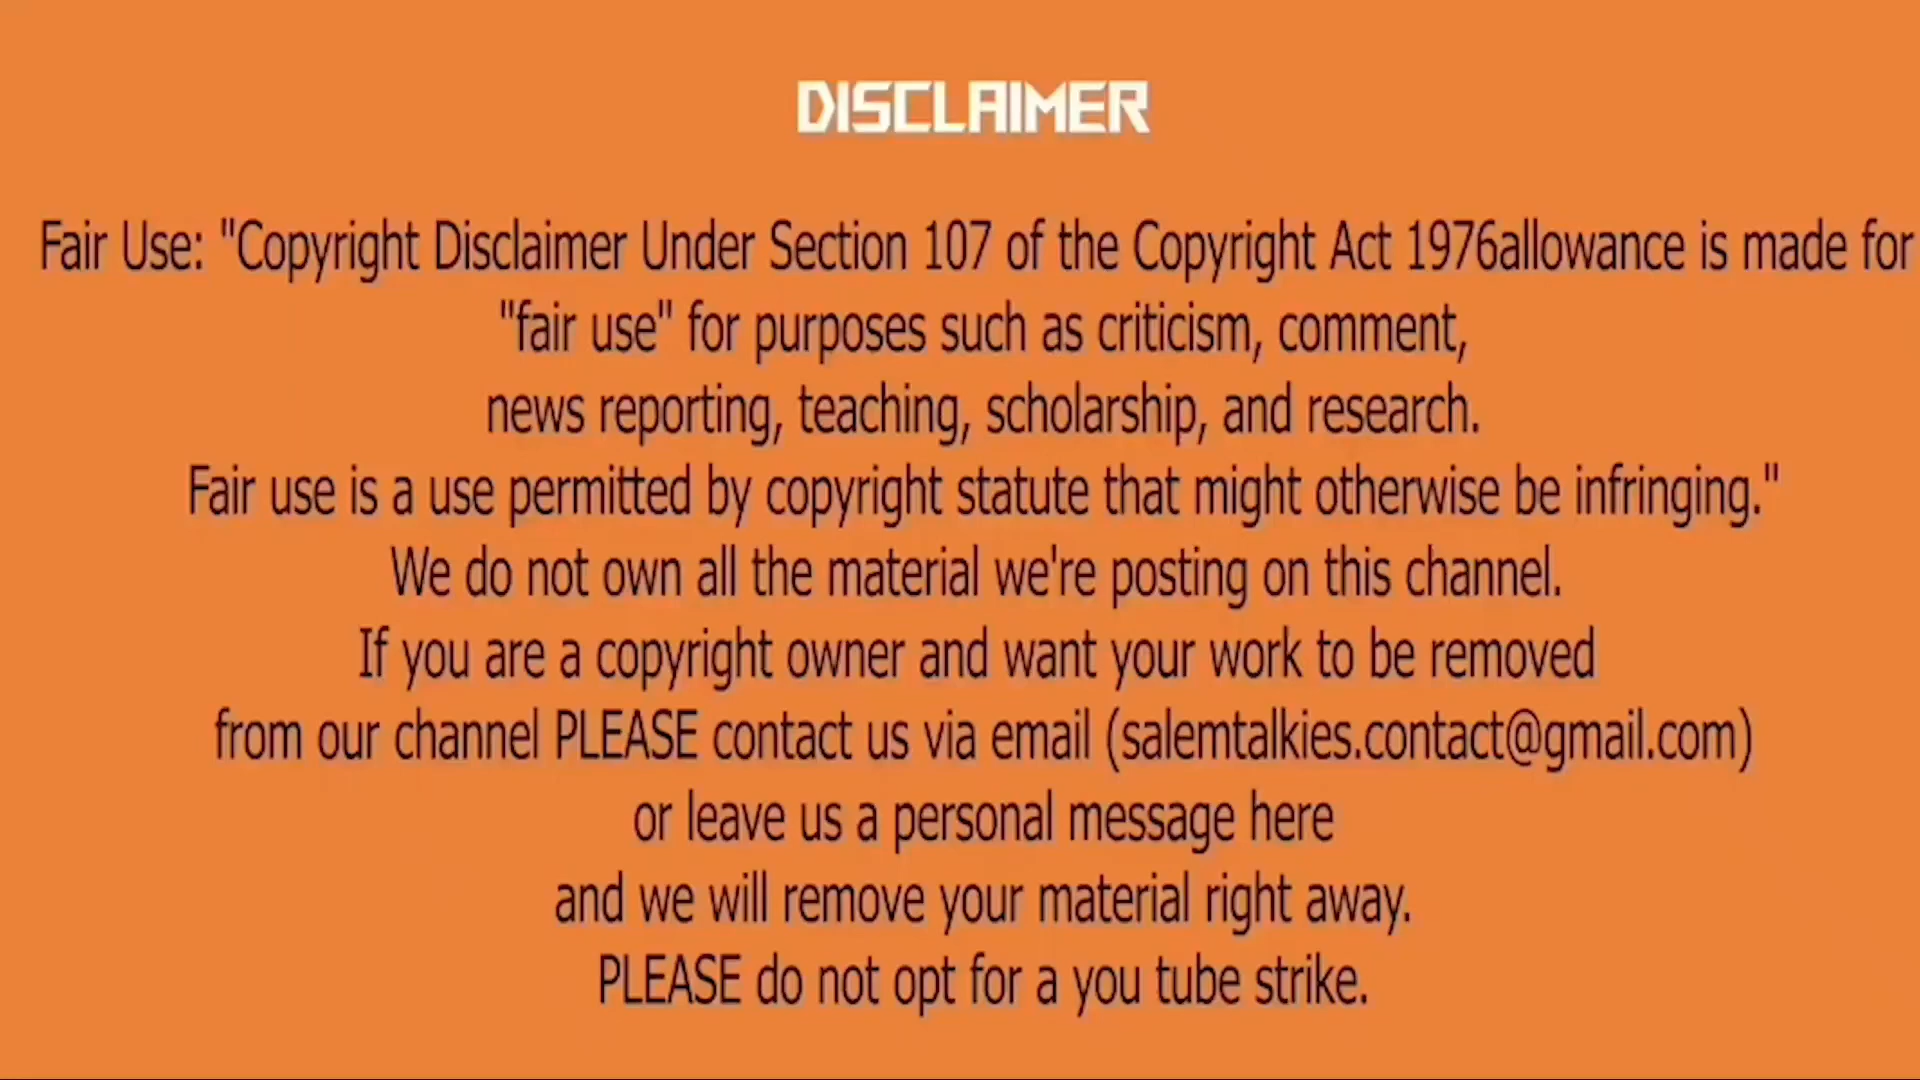 DISCLAIMER
Fair Use: "Copyright Disclaimer Under Section 107 of the Copyright Act 1976allowance is made for
"fair use" for purposes such as criticism, comment,
news reporting, teaching, scholarship, and research.
Fair use is a use permitted by copyright statute that might otherwise be infringing."
We do not own all the material we're posting on this channel.
If you are a copyright owner and want your work to be removed
from our channel PLEASE contact us via email (salemtalkies.contact@gmail.com)
or leave us a personal message here
and we will remove your material right away.
PLEASE do not opt for a you tube strike.